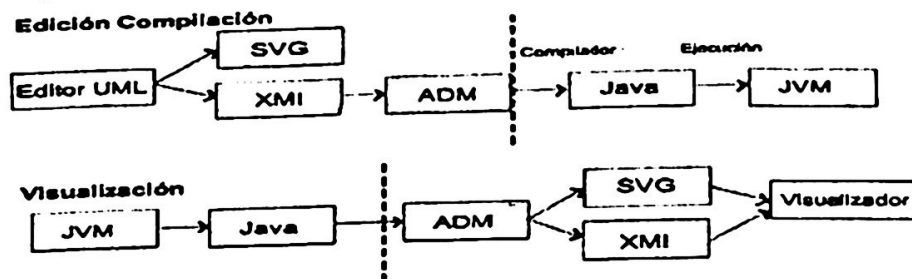 Edición Compilación
SVG
Compilador
Ejecución
Editor UML
XMI
ADM
Java
JVM
Visualización
SVG
Visualizador
JVM
Java
ADM
XMI